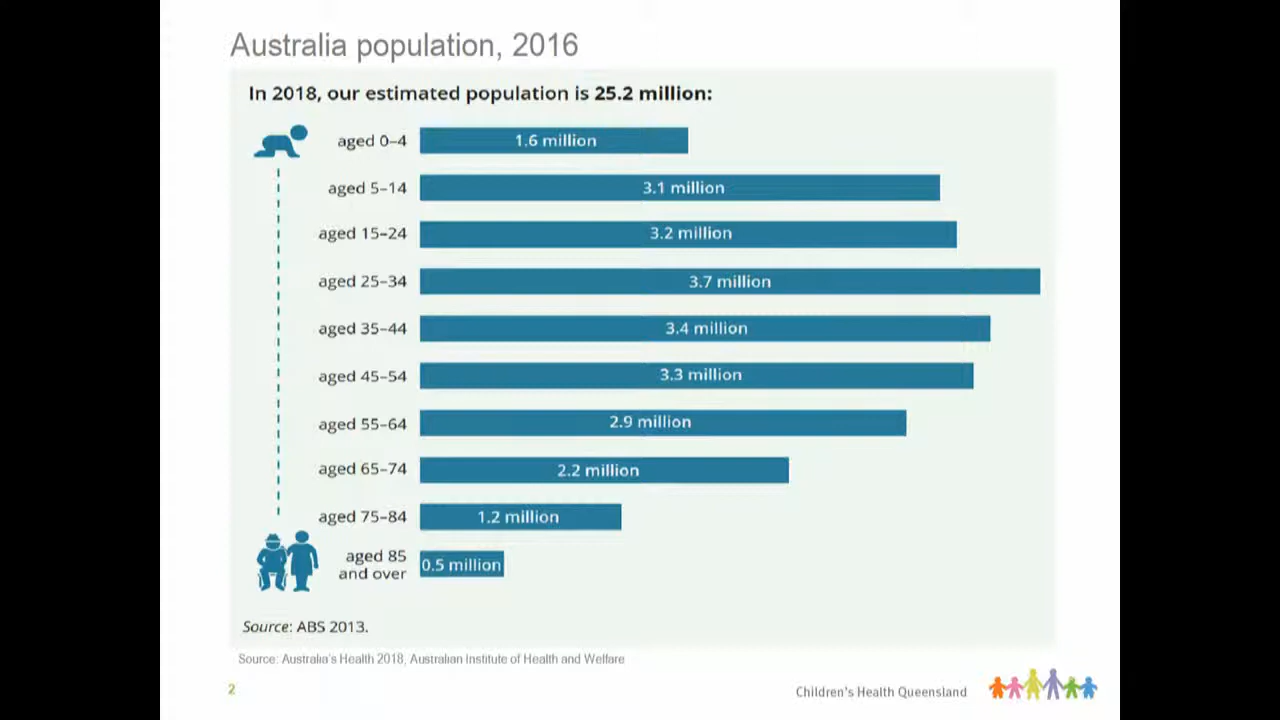 Australia population, 2016
In 2018, our estimated population is 25.2 million:
aged 0–4 1.6 million
aged 5–14 3.1 million
aged 15–24 3.2 million
aged 25–34 3.7 million
aged 35–44 3.4 million
aged 45–54 3.3 million
aged 55–64 2.9 million
aged 65–74 2.2 million
aged 75–84 1.2 million
aged 85
and over 0.5 million
Source: ABS 2013.
Source: Australia's Health 2018, Australian Institute of Health and Welfare
2
Children's Health Queensland